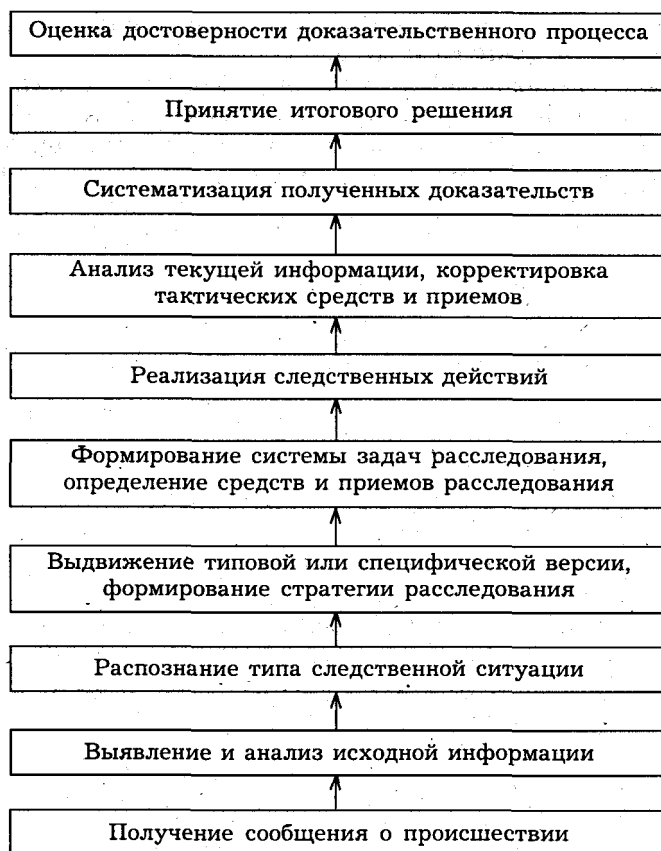 Оценка достоверности доказательственного процесса
Принятие итогового решения
Систематизация полученных доказательств
Анализ текущей информации, корректировка
тактических средств и приемов
Реализация следственных действий
Формирование системы задач расследования,
определение средств и приемов расследования
Выдвижение типовой или специфической версии,
формирование стратегии расследования
Распознание типа следственной ситуации
Выявление и анализ исходной информации
Получение сообщения о происшествии